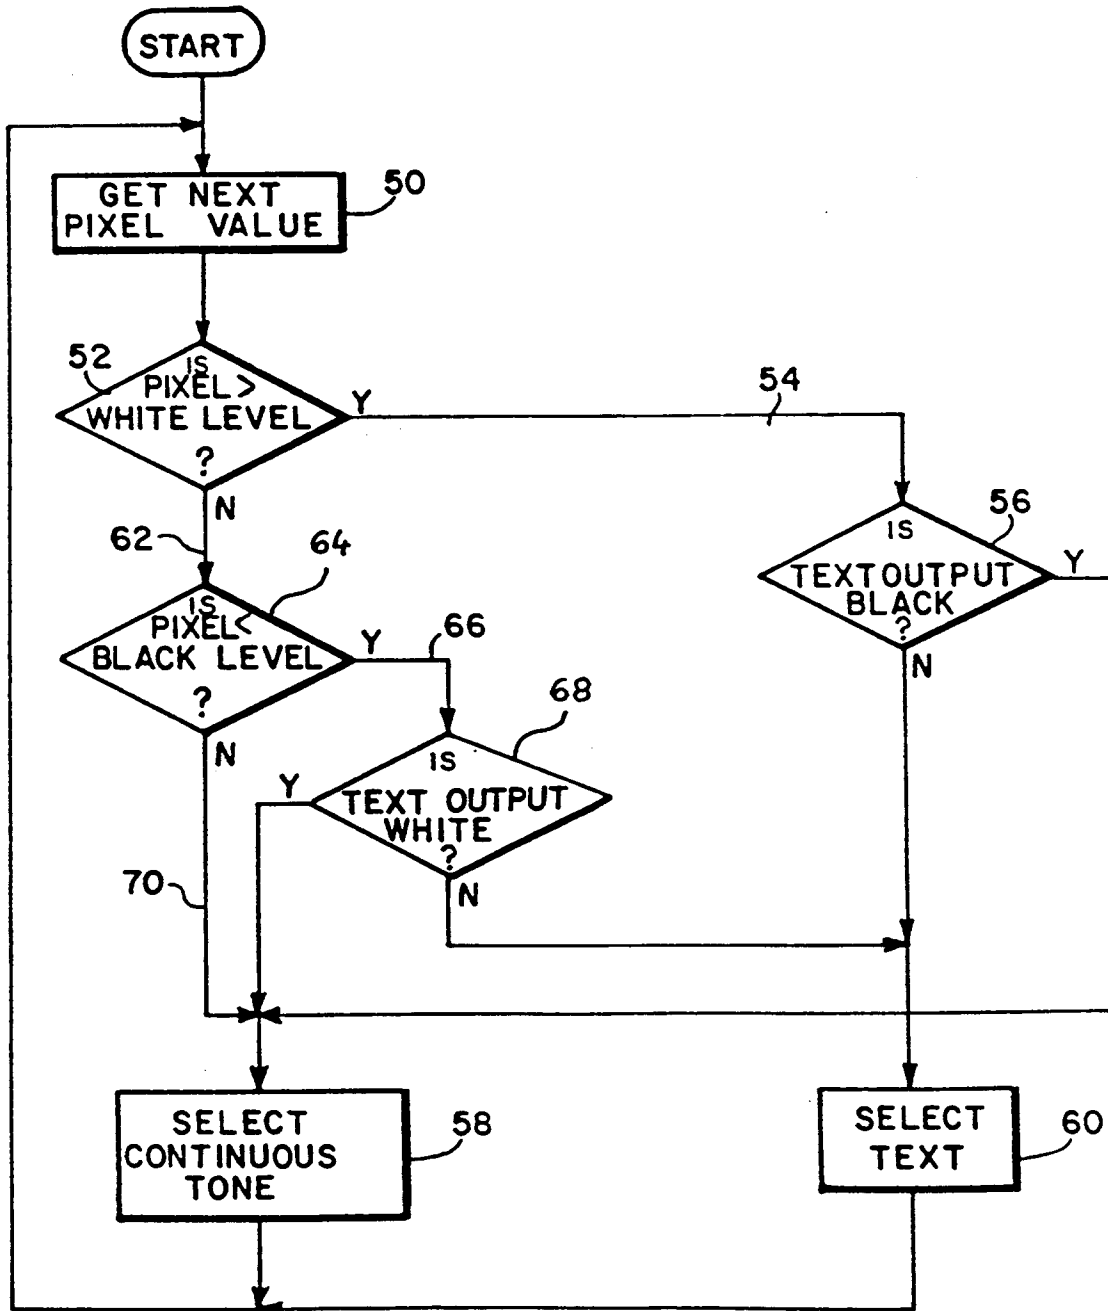 START
GET NEXT
PIXEL VALUE
50
52
IS
PIXEL >
WHITE LEVEL
?
Y
54
N
62
64
56
IS
TEXT OUTPUT
BLACK
?
Y
N
IS
PIXEL <
BLACK LEVEL
?
Y
66
N
68
IS
TEXT OUTPUT
WHITE
?
Y
N
70
SELECT
CONTINUOUS
TONE
58
SELECT
TEXT
60